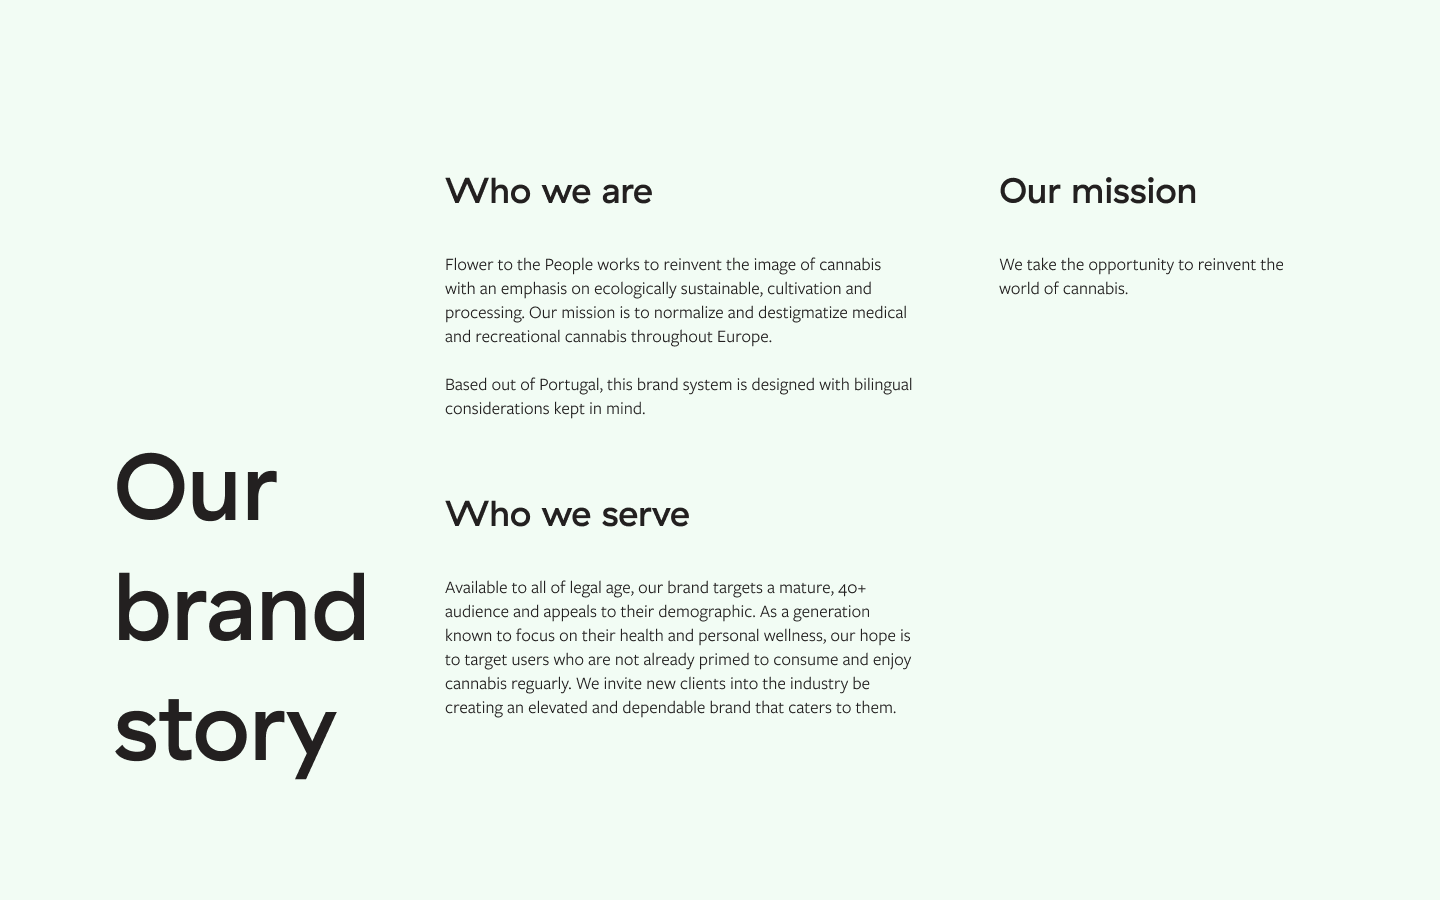 Our
brand
story
Who we are
Flower to the People works to reinvent the image of cannabis
with an emphasis on ecologically sustainable, cultivation and
processing. Our mission is to normalize and destigmatize medical
and recreational cannabis throughout Europe.
Based out of Portugal, this brand system is designed with bilingual
considerations kept in mind.
Who we serve
Available to all of legal age, our brand targets a mature, 40+
audience and appeals to their demographic. As a generation
known to focus on their health and personal wellness, our hope is
to target users who are not already primed to consume and enjoy
cannabis reguarly. We invite new clients into the industry be
creating an elevated and dependable brand that caters to them.
Our mission
We take the opportunity to reinvent the
world of cannabis.